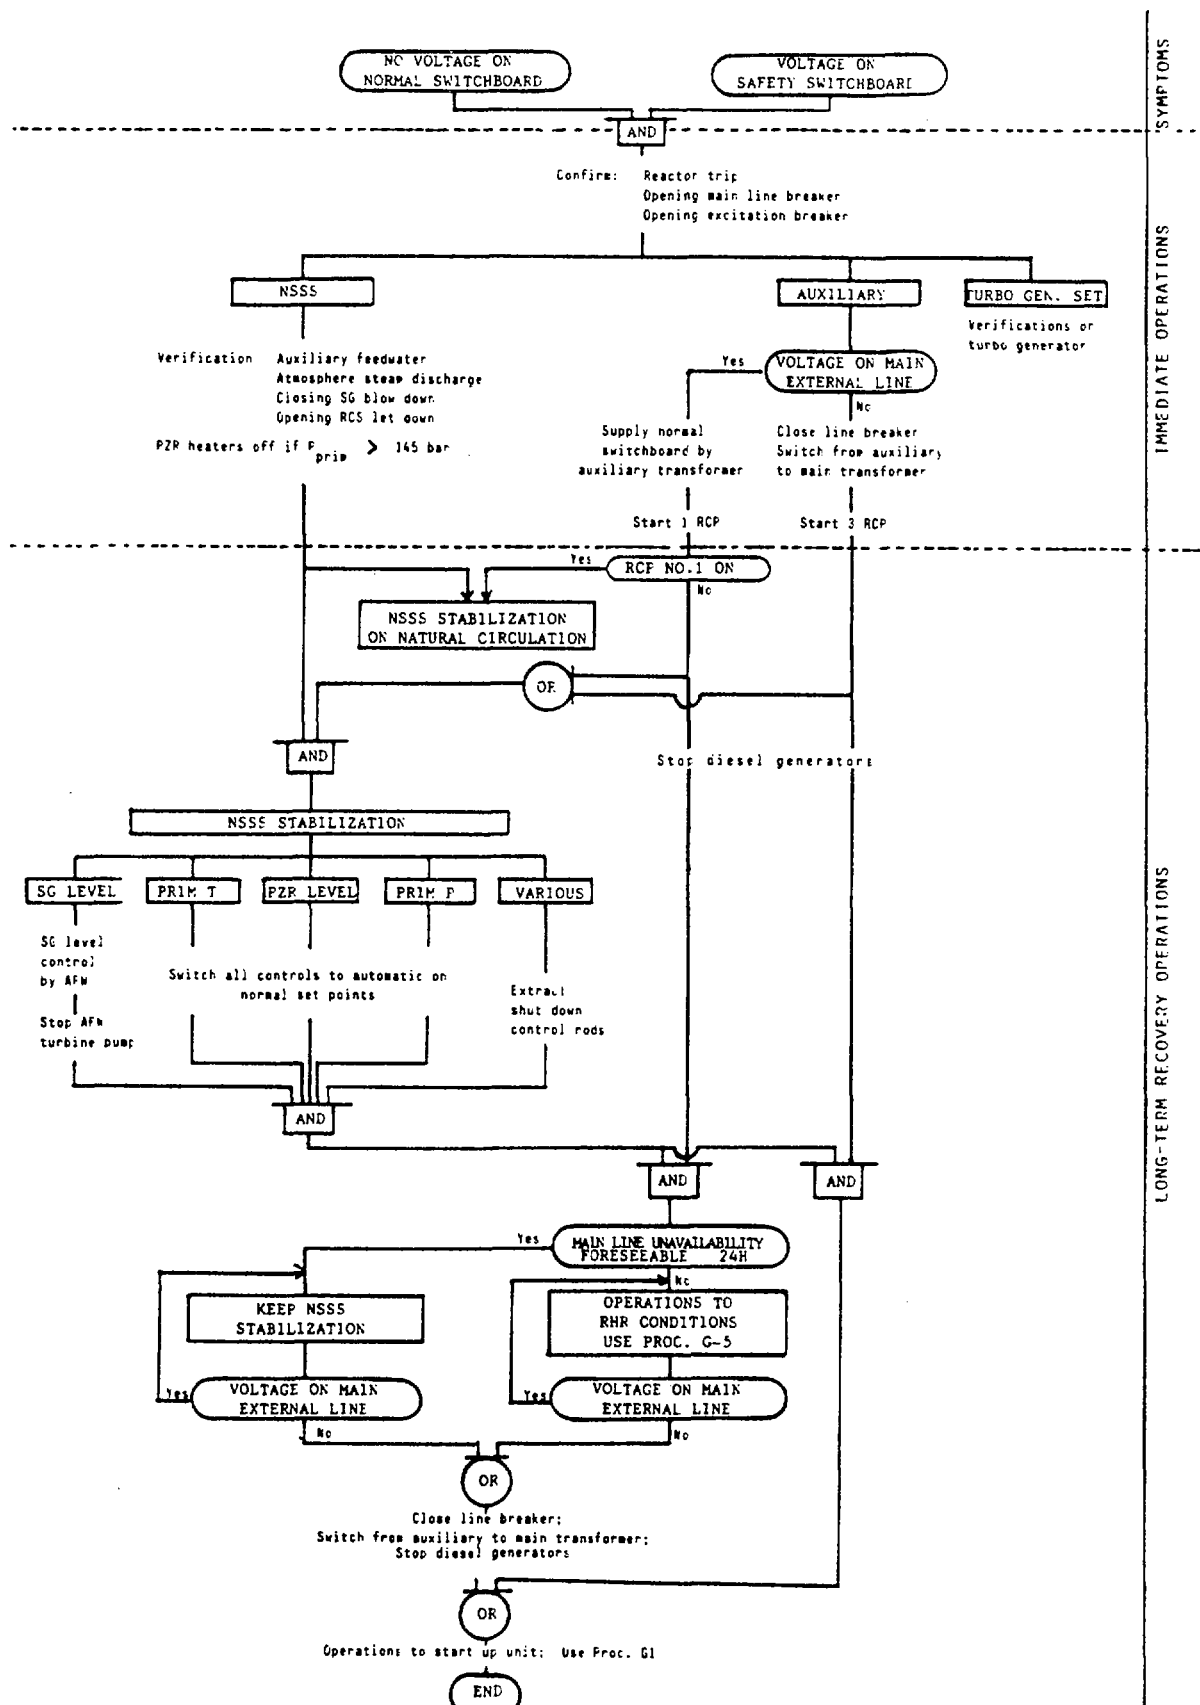 NO VOLTAGE ON
NORMAL SWITCHBOARD
VOLTAGE ON
SAFETY SWITCHBOARD
AND
SYMPTOMS
Confirm: Reactor trip
Opening main line breaker
Opening excitation breaker
NSSS
AUXILIARY
TURBO GEN. SET
Verifications or
turbo generator
Verification Auxiliary feedwater
Atmosphere steam discharge
Closing SG blow down
Opening RCS let down
PZR heaters off if P prim > 145 bar
Yes
VOLTAGE ON MAIN
EXTERNAL LINE
No
Supply normal
switchboard by
auxiliary transformer
Close line breaker
Switch from auxiliary
to main transformer
Start 1 RCP
Start 3 RCP
IMMEDIATE OPERATIONS
Yes
RCP NO.1 ON
No
NSSS STABILIZATION
ON NATURAL CIRCULATION
OR
AND
Stop diesel generators
NSSS STABILIZATION
SG LEVEL
PRIM T
PZR LEVEL
PRIM P
VARIOUS
SG level
control
by AFW
Stop AFW
turbine pump
Switch all controls to automatic on
normal set points
Extract
shut down
control rods
AND
AND
AND
LONG-TERM RECOVERY OPERATIONS
Yes
MAIN LINE UNAVAILABILITY
FORESEEABLE 24H
No
KEEP NSSS
STABILIZATION
OPERATIONS TO
RHR CONDITIONS
USE PROC. G-5
Yes
VOLTAGE ON MAIN
EXTERNAL LINE
No
Yes
VOLTAGE ON MAIN
EXTERNAL LINE
No
OR
Close line breaker;
Switch from auxiliary to main transformer;
Stop diesel generators
OR
Operations to start up unit; Use Proc. G1
END